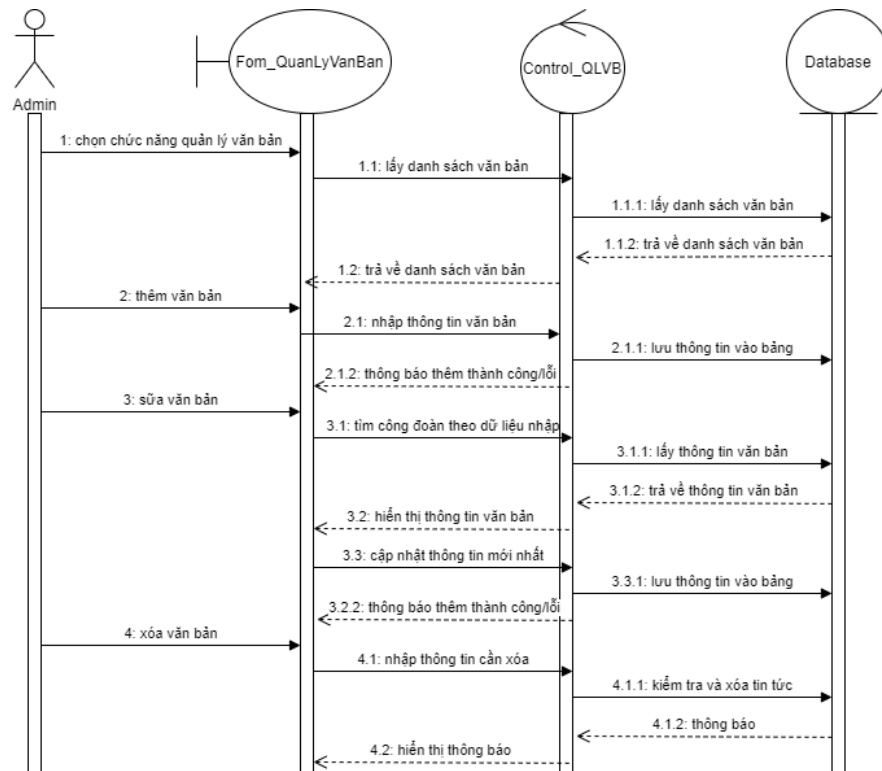 Admin
Fom_QuanLyVanBan
Control_QLVB
Database
1: chọn chức năng quản lý văn bản
1.1: lấy danh sách văn bản
1.1.1: lấy danh sách văn bản
1.1.2: trả về danh sách văn bản
1.2: trả về danh sách văn bản
2: thêm văn bản
2.1: nhập thông tin văn bản
2.1.1: lưu thông tin vào bảng
2.1.2: thông báo thêm thành công/lỗi
3: sữa văn bản
3.1: tìm công đoàn theo dữ liệu nhập
3.1.1: lấy thông tin văn bản
3.1.2: trả về thông tin văn bản
3.2: hiển thị thông tin văn bản
3.3: cập nhật thông tin mới nhất
3.3.1: lưu thông tin vào bảng
3.2.2: thông báo thêm thành công/lỗi
4: xóa văn bản
4.1: nhập thông tin cần xóa
4.1.1: kiểm tra và xóa tin tức
4.1.2: thông báo
4.2: hiển thị thông báo